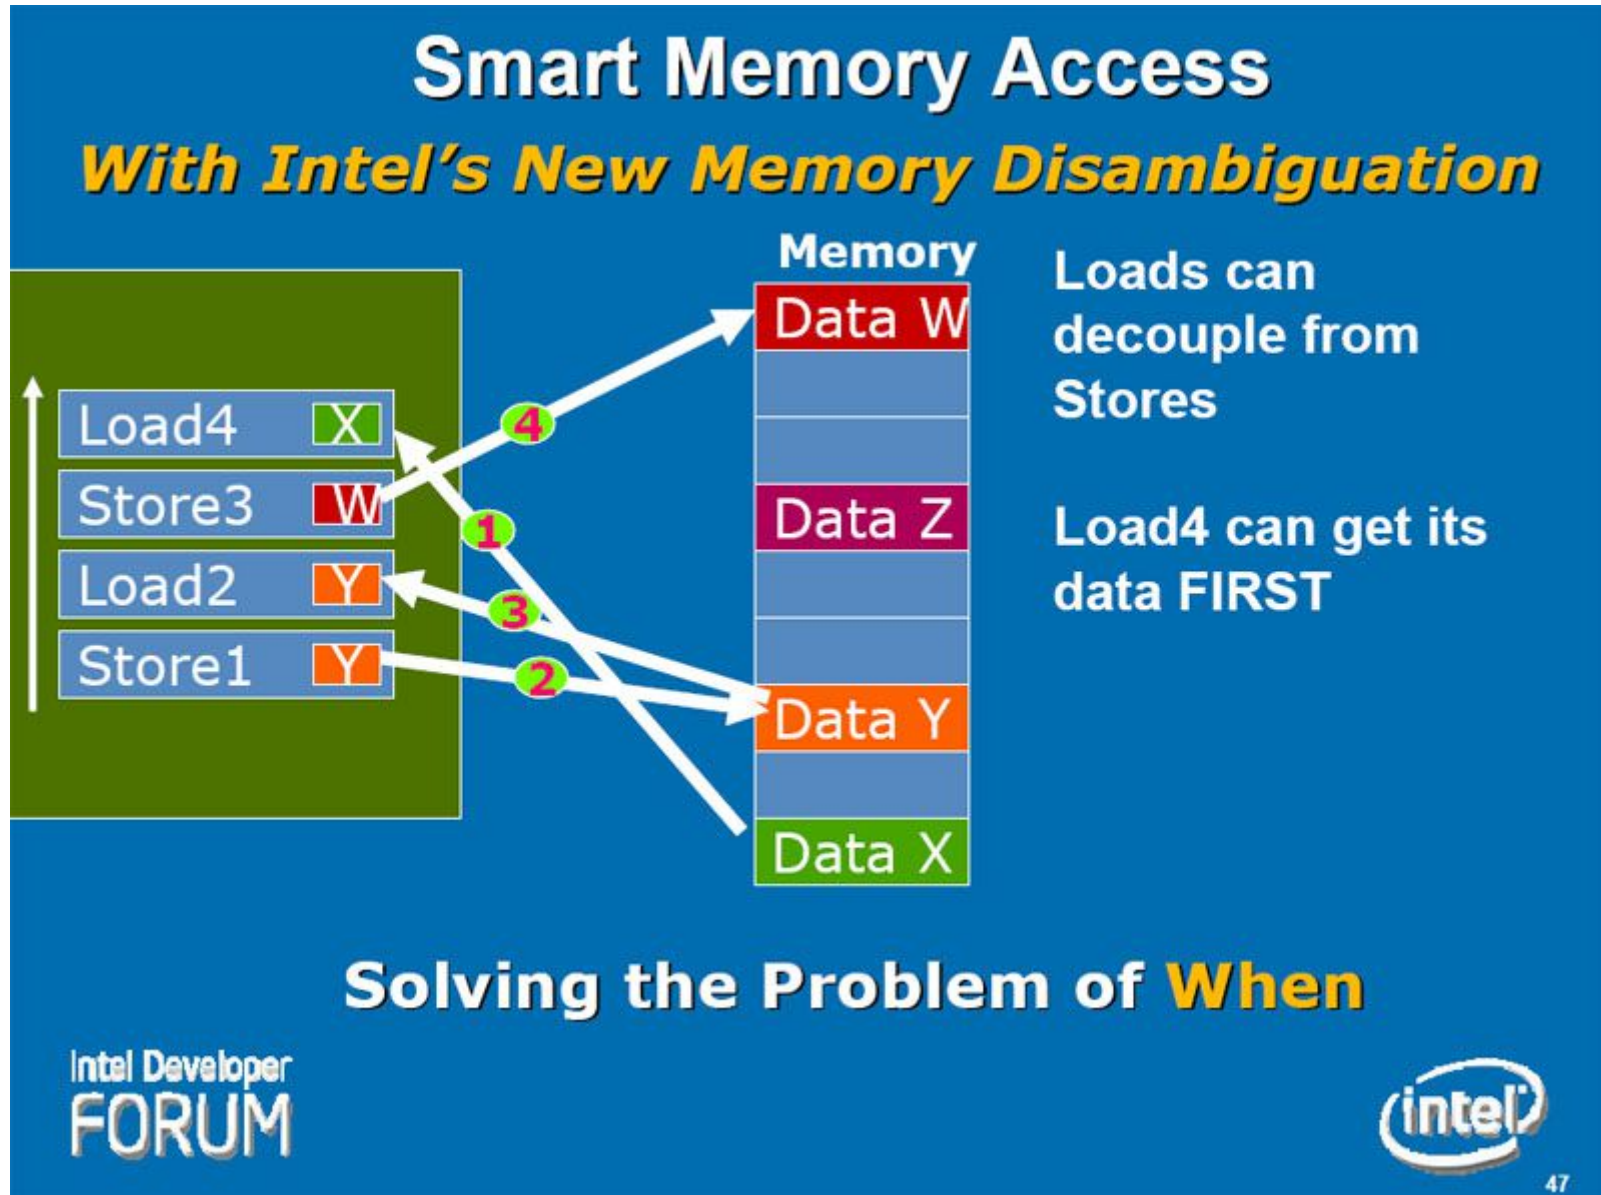 Smart Memory Access
With Intel's New Memory Disambiguation
Memory
Load4 X
Store3 W
Load2 Y
Store1 Y
4
1
3
2
Data W
Data Z
Data Y
Data X
Loads can
decouple from
Stores
Load4 can get its
data FIRST
Solving the Problem of When
Intel Developer
FORUM
intel
47